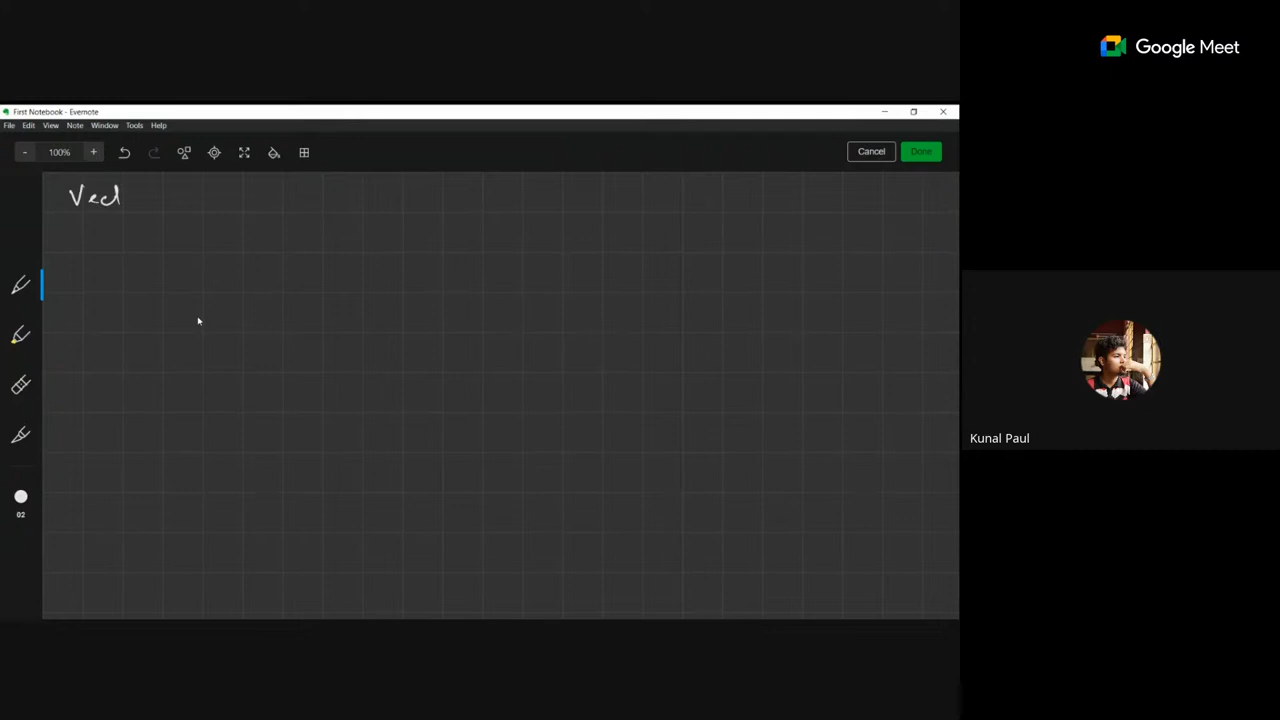 Google Meet
First Notebook - Evernote
File Edit View Note Window Tools Help
- 100% +
Cancel
Done
Vect
02
Kunal Paul